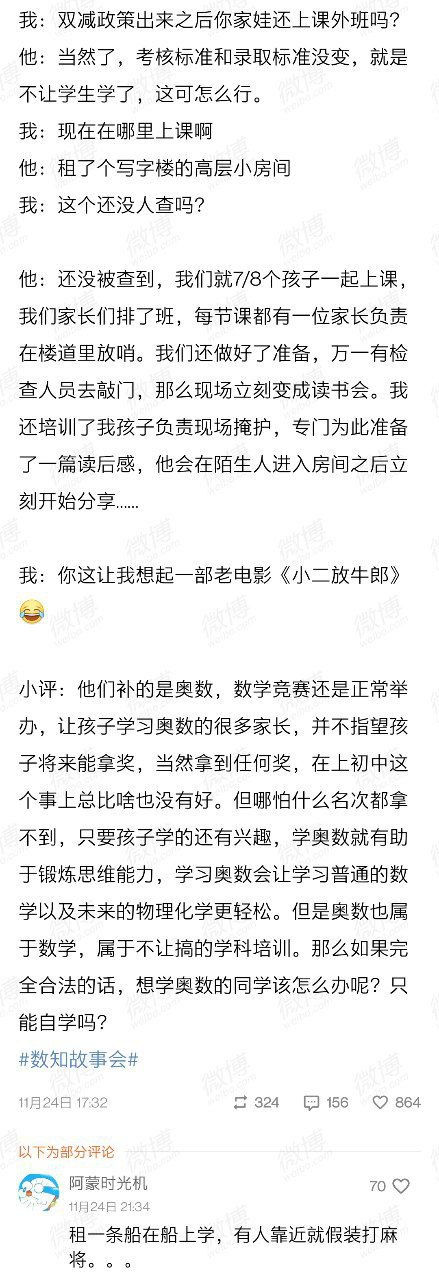 我：双减政策出来之后你家娃还上课外班吗？
他：当然了，考核标准和录取标准没变，就是
不让学生学了，这可怎么行。
我：现在在哪里上课啊
他：租了个写字楼的高层小房间
我：这个还没人查吗？
他：还没被查到，我们就7/8个孩子一起上课，
我们家长们排了班，每节课都有一位家长负责
在楼道里放哨。我们还做好了准备，万一有检
查人员去敲门，那么现场立刻变成读书会。我
还培训了我孩子负责现场掩护，专门为此准备
了一篇读后感，他会在陌生人进入房间之后立
刻开始分享……
我：你这让我想起一部老电影《小二放牛郎》
😂
小评：他们补的是奥数，数学竞赛还是正常举
办，让孩子学习奥数的很多家长，并不指望孩
子将来能拿奖，当然拿到任何奖，在上初中这
个事上总比啥也没有好。但哪怕什么名次都拿
不到，只要孩子学的还有兴趣，学奥数就有助
于锻炼思维能力，学习奥数会让学习普通的数
学以及未来的物理化学更轻松。但是奥数也属
于数学，属于不让搞的学科培训。那么如果完
全合法的话，想学奥数的同学该怎么办呢？只
能自学吗？
#数知故事会#
11月24日 17:32 324 156 864
以下为部分评论
阿蒙时光机 70
11月24日 21:34
租一条船在船上学，有人靠近就假装打麻
将。。。